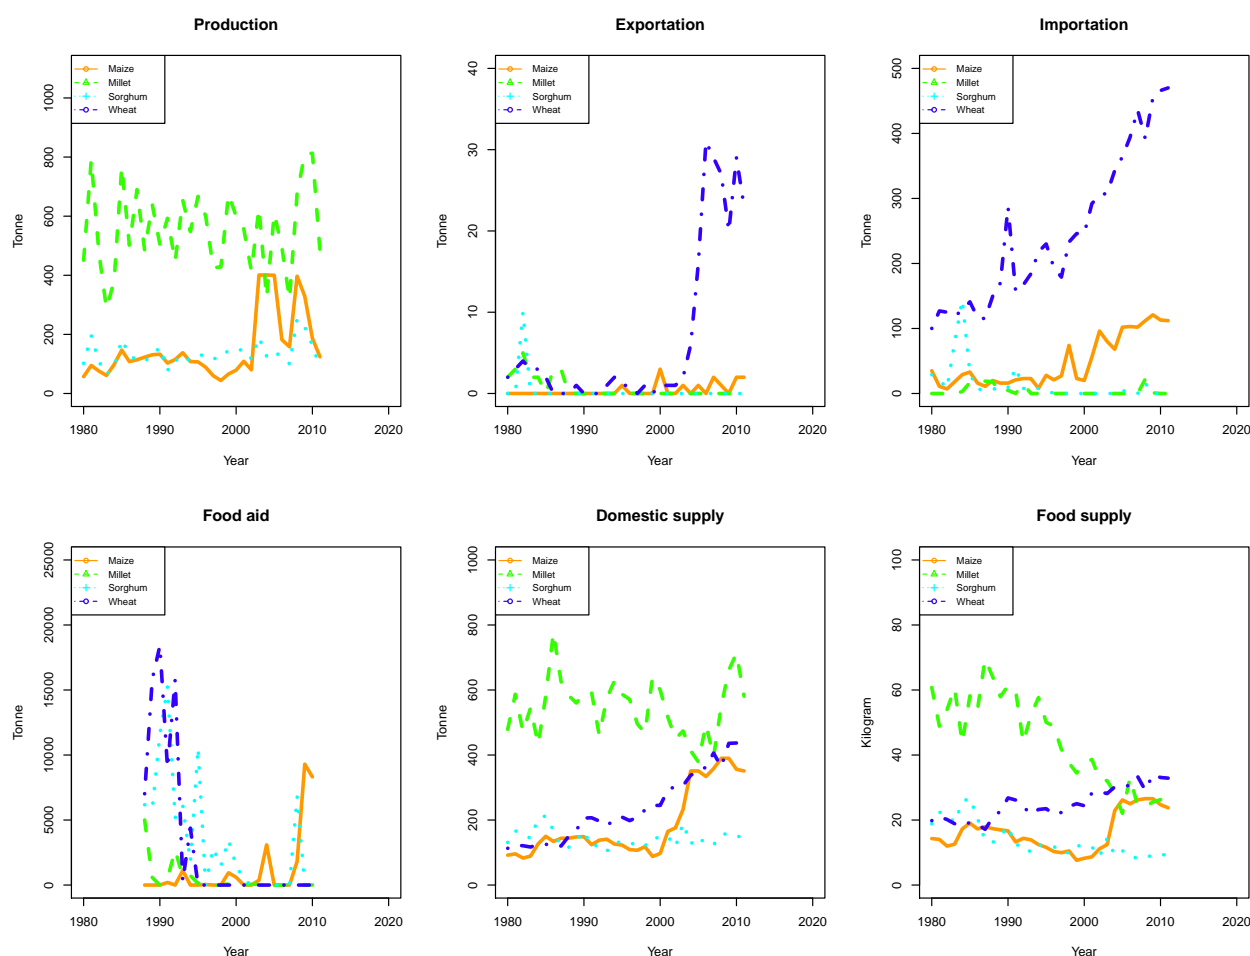 Production
Maize
Millet
Sorghum
Wheat
0
200
400
600
800
1000
Tonne
1980
1990
2000
2010
2020
Year
Exportation
Maize
Millet
Sorghum
Wheat
0
10
20
30
40
Tonne
1980
1990
2000
2010
2020
Year
Importation
Maize
Millet
Sorghum
Wheat
0
100
200
300
400
500
Tonne
1980
1990
2000
2010
2020
Year
Food aid
Maize
Millet
Sorghum
Wheat
0
5000
10000
15000
20000
25000
Tonne
1980
1990
2000
2010
2020
Year
Domestic supply
Maize
Millet
Sorghum
Wheat
0
200
400
600
800
1000
Tonne
1980
1990
2000
2010
2020
Year
Food supply
Maize
Millet
Sorghum
Wheat
0
20
40
60
80
100
Kilogram
1980
1990
2000
2010
2020
Year